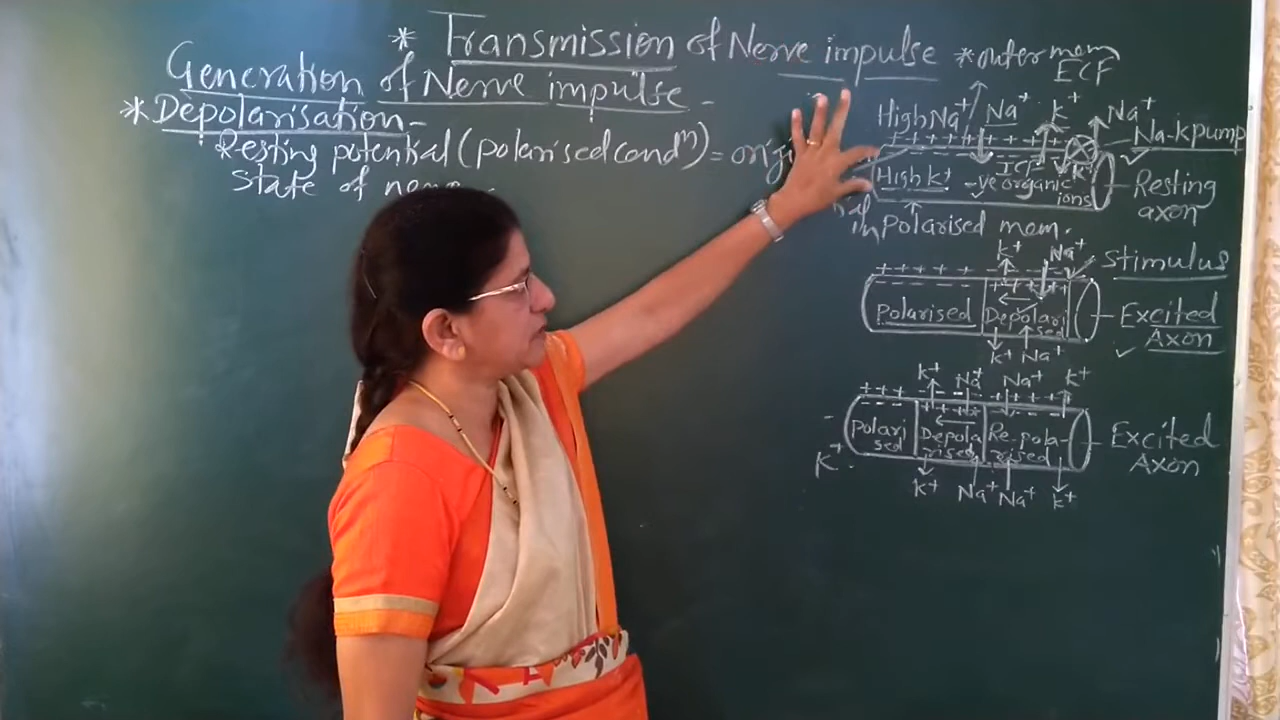 * Transmission of Nerve impulse
Generation of Nerve impulse -
* Depolarisation -
Resting potential (polarised condⁿ) =
State of
* outer mem
ECF
High Na⁺ Na⁺ K⁺ Na⁺
+ + + + + + + + +
Na-K pump
ICF K⁺
High K⁺ -ve organic ions
Resting axon
in polarised mem.
K⁺ Na⁺
Stimulus
+ + + + +
Polarised Depolarised
Excited Axon
K⁺ Na⁺
K⁺ Na⁺ Na⁺ K⁺
+ + +
Polarised Depolarised Re-polarised
Excited Axon
K⁺
K⁺ Na⁺ Na⁺ K⁺